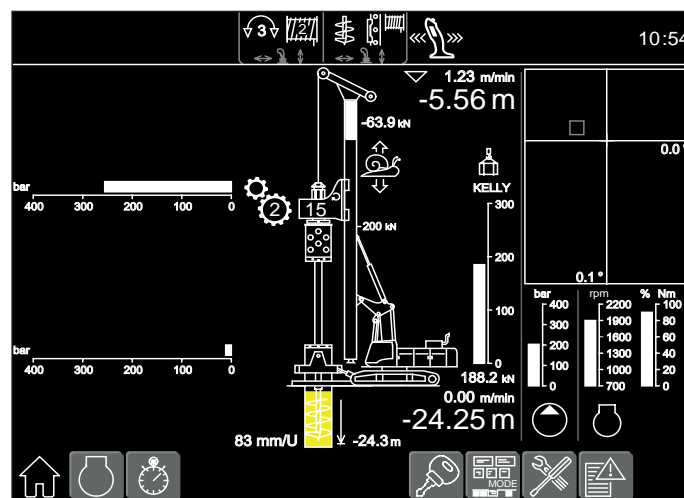 3 2 10:54
1.23 m/min
-5.56 m
-63.9 kN
0.0 °
bar
400 300 200 100 0
2 15
KELLY
300
200 kN
200
100
0
188.2 kN
0.1 °
bar rpm % Nm
400 2200 100
300 1900 80
1600 60
200 1300 40
100 1000 20
0 700 0
bar
400 300 200 100 0
0.00 m/min
-24.25 m
83 mm/U -24.3 m
MODE